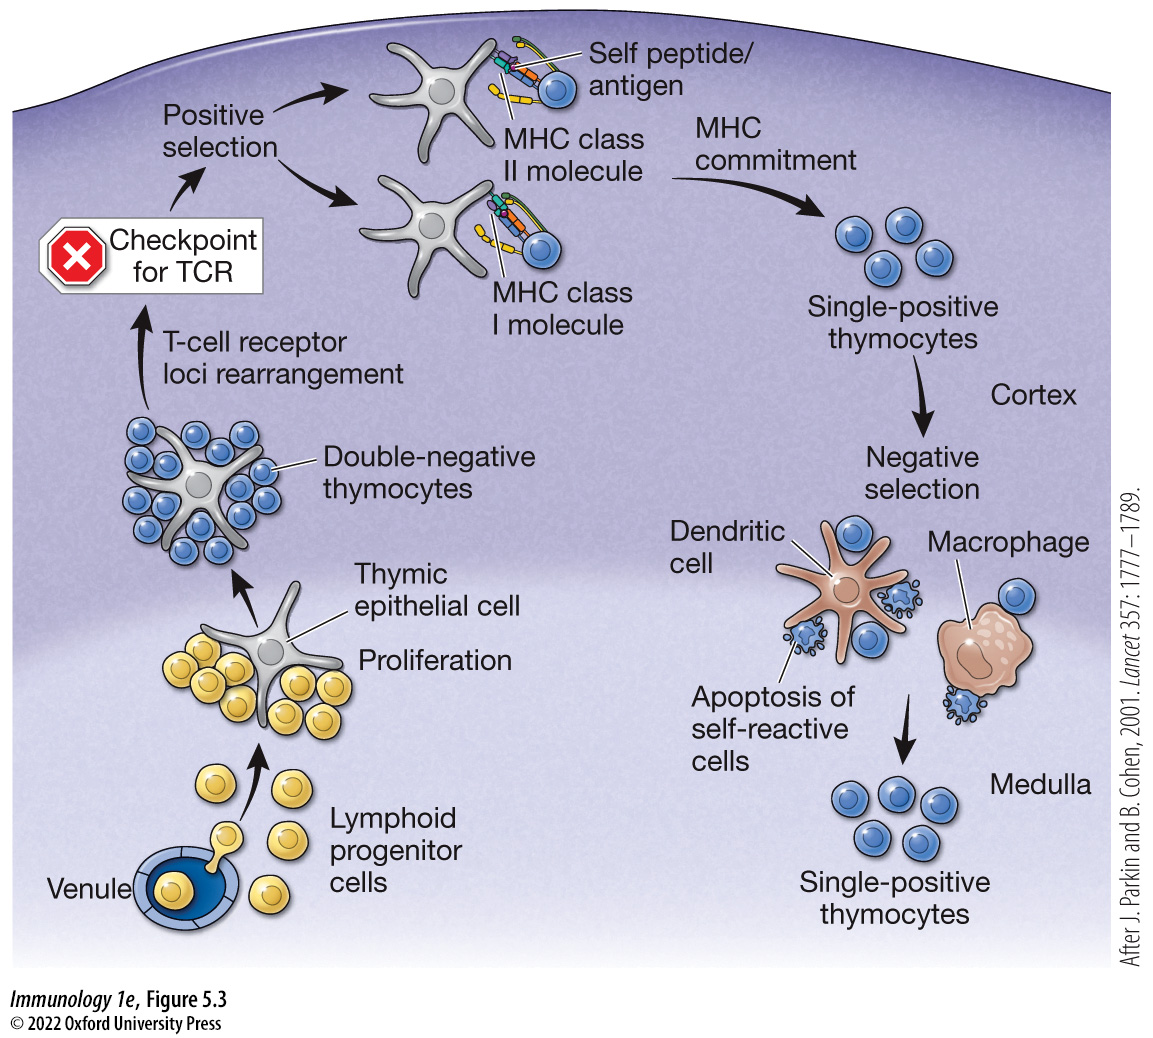 Self peptide/
antigen
Positive
selection
MHC class
II molecule
MHC
commitment
Checkpoint
for TCR
MHC class
I molecule
Single-positive
thymocytes
T-cell receptor
loci rearrangement
Cortex
Double-negative
thymocytes
Negative
selection
Dendritic
cell
Macrophage
Thymic
epithelial cell
Proliferation
Apoptosis of
self-reactive
cells
Medulla
Lymphoid
progenitor
cells
Venule
Single-positive
thymocytes
After J. Parkin and B. Cohen, 2001. Lancet 357: 1777–1789.
Immunology 1e, Figure 5.3
© 2022 Oxford University Press